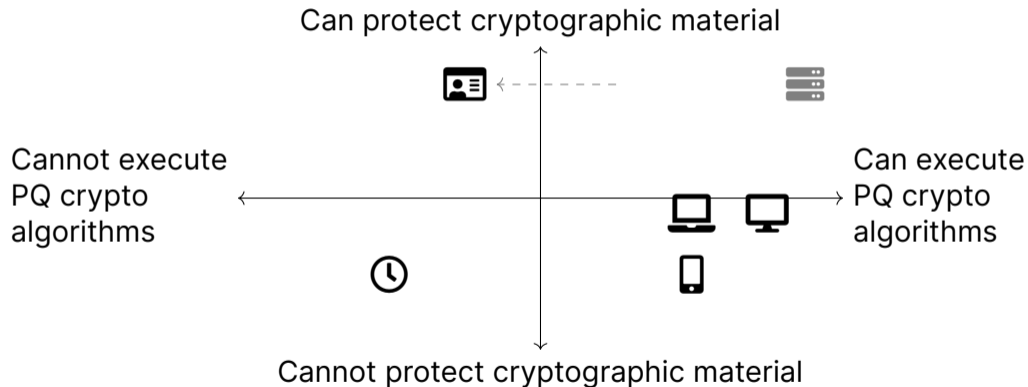 Can protect cryptographic material
Cannot execute
PQ crypto
algorithms
Can execute
PQ crypto
algorithms
Cannot protect cryptographic material